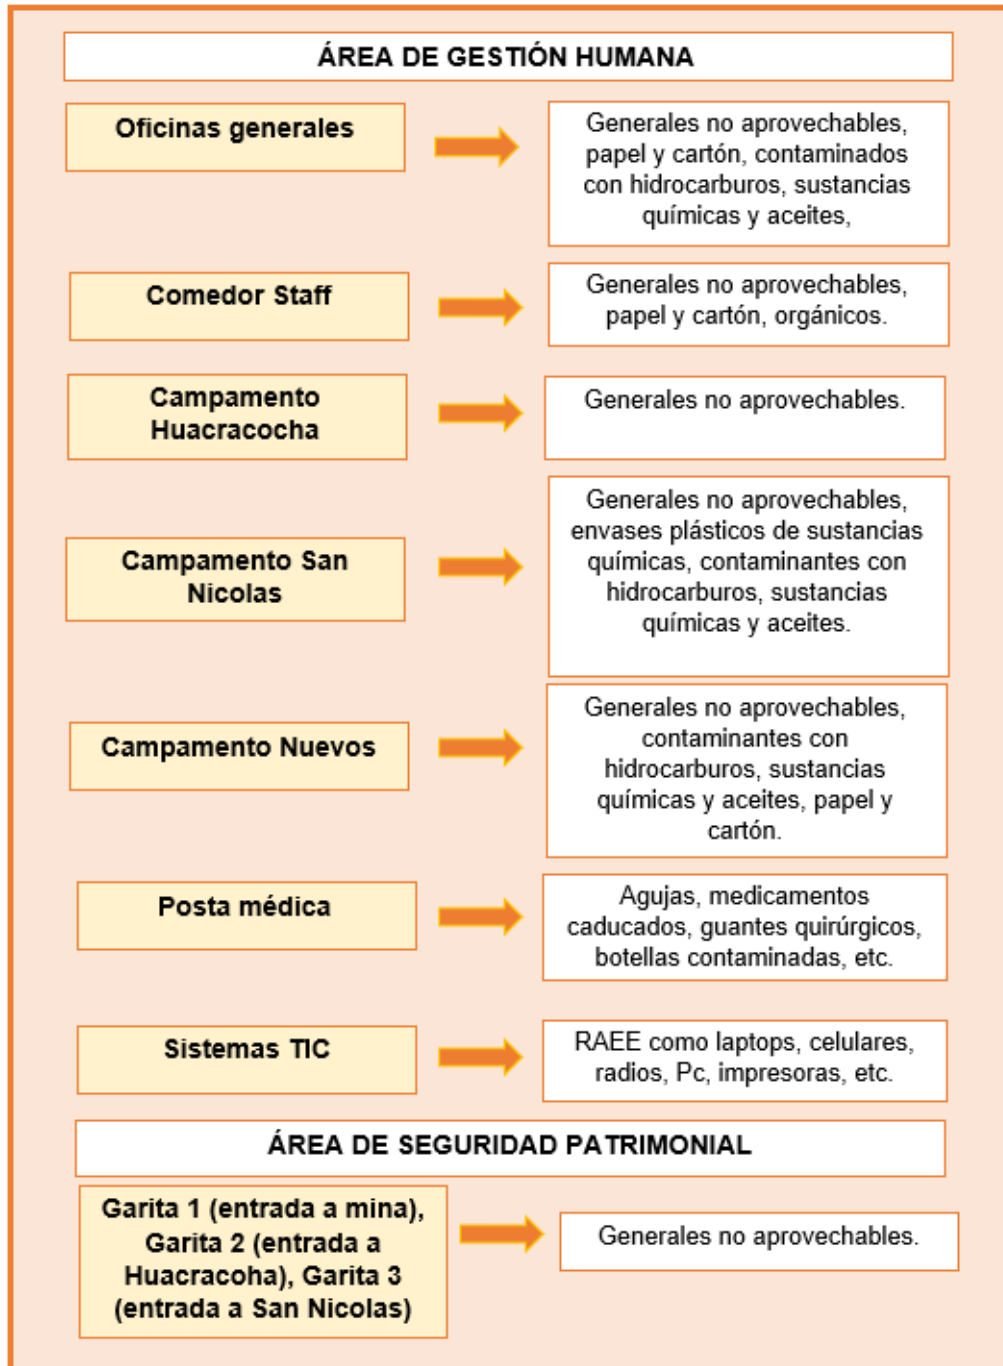 ÁREA DE GESTIÓN HUMANA
Oficinas generales
Generales no aprovechables,
papel y cartón, contaminados
con hidrocarburos, sustancias
químicas y aceites,
Comedor Staff
Generales no aprovechables,
papel y cartón, orgánicos.
Campamento
Huacracocha
Generales no aprovechables.
Campamento San
Nicolas
Generales no aprovechables,
envases plásticos de sustancias
químicas, contaminantes con
hidrocarburos, sustancias
químicas y aceites.
Campamento Nuevos
Generales no aprovechables,
contaminantes con
hidrocarburos, sustancias
químicas y aceites, papel y
cartón.
Posta médica
Agujas, medicamentos
caducados, guantes quirúrgicos,
botellas contaminadas, etc.
Sistemas TIC
RAEE como laptops, celulares,
radios, Pc, impresoras, etc.
ÁREA DE SEGURIDAD PATRIMONIAL
Garita 1 (entrada a mina),
Garita 2 (entrada a
Huacracoha), Garita 3
(entrada a San Nicolas)
Generales no aprovechables.